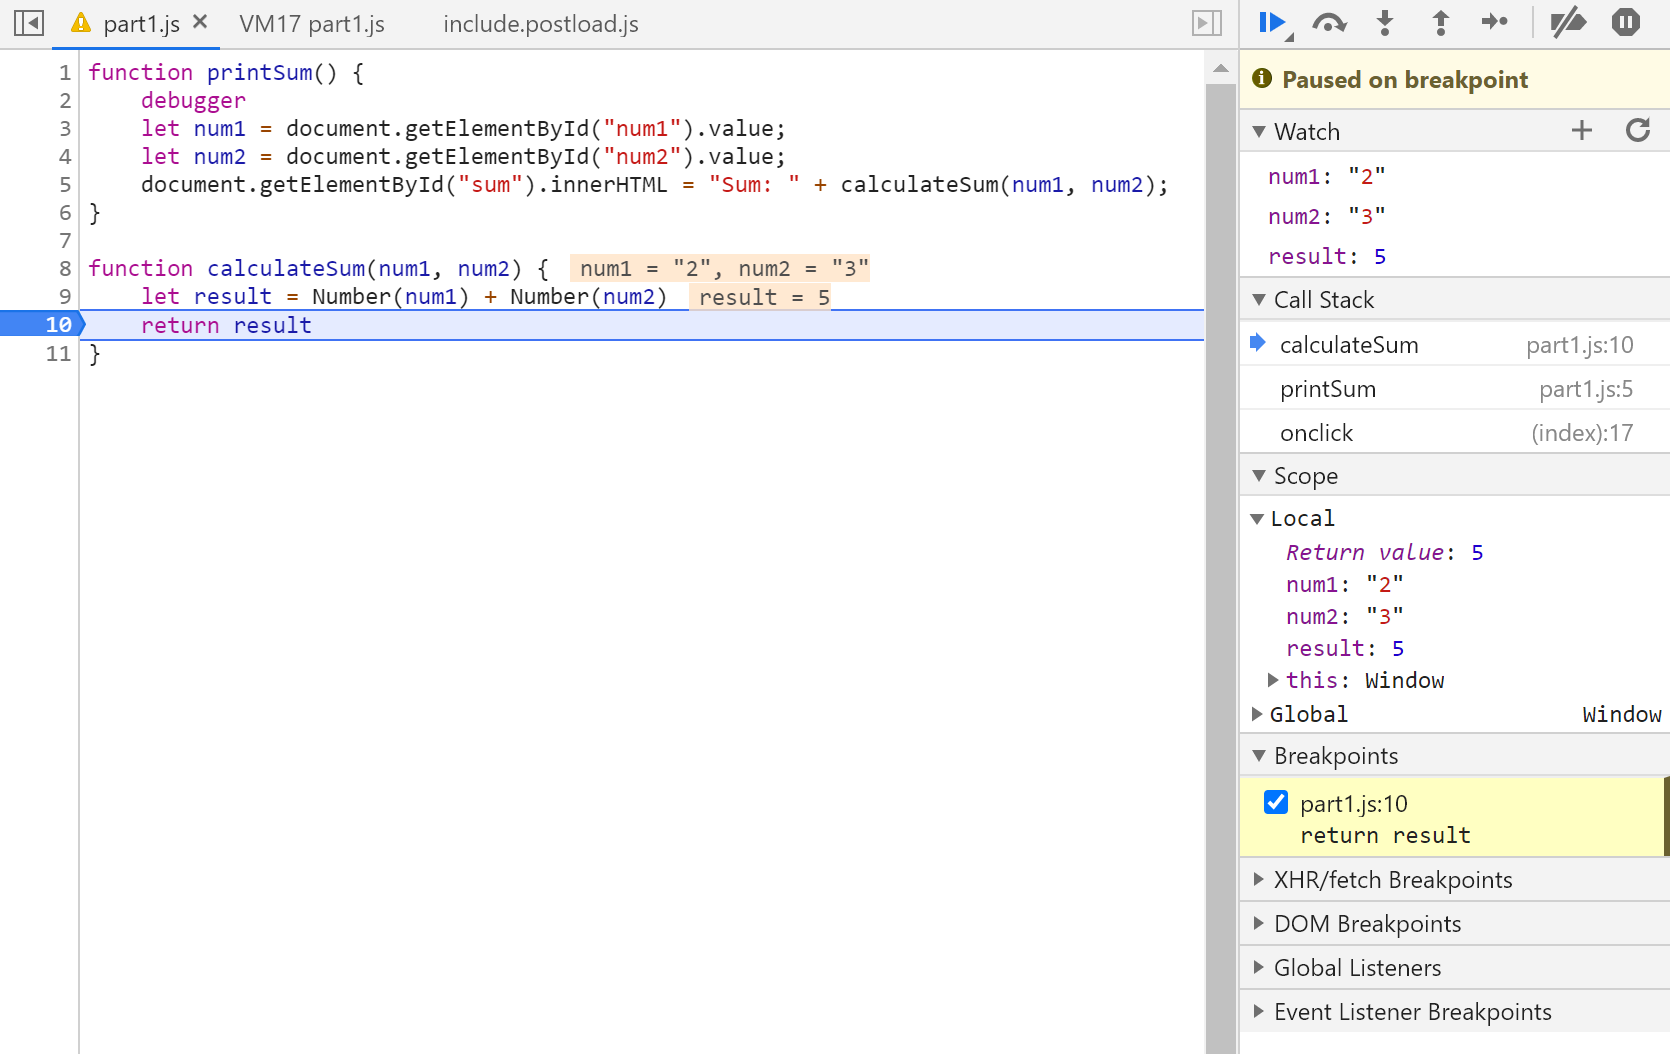 part1.js × VM17 part1.js include.postload.js
1 function printSum() {
2 debugger
3 let num1 = document.getElementById("num1").value;
4 let num2 = document.getElementById("num2").value;
5 document.getElementById("sum").innerHTML = "Sum: " + calculateSum(num1, num2);
6 }
7
8 function calculateSum(num1, num2) { num1 = "2", num2 = "3"
9 let result = Number(num1) + Number(num2) result = 5
10 return result
11 }
Paused on breakpoint
Watch
num1: "2"
num2: "3"
result: 5
Call Stack
calculateSum part1.js:10
printSum part1.js:5
onclick (index):17
Scope
Local
Return value: 5
num1: "2"
num2: "3"
result: 5
this: Window
Global Window
Breakpoints
part1.js:10
return result
XHR/fetch Breakpoints
DOM Breakpoints
Global Listeners
Event Listener Breakpoints